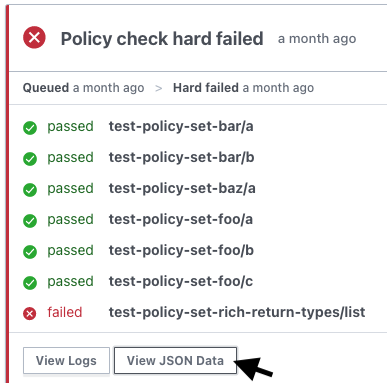 Policy check hard failed a month ago
Queued a month ago > Hard failed a month ago
passed test-policy-set-bar/a
passed test-policy-set-bar/b
passed test-policy-set-baz/a
passed test-policy-set-foo/a
passed test-policy-set-foo/b
passed test-policy-set-foo/c
failed test-policy-set-rich-return-types/list
View Logs View JSON Data